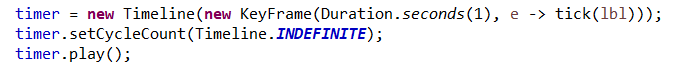 timer = new Timeline(new KeyFrame(Duration.seconds(1), e -> tick(lbl)));
timer.setCycleCount(Timeline.INDEFINITE);
timer.play();